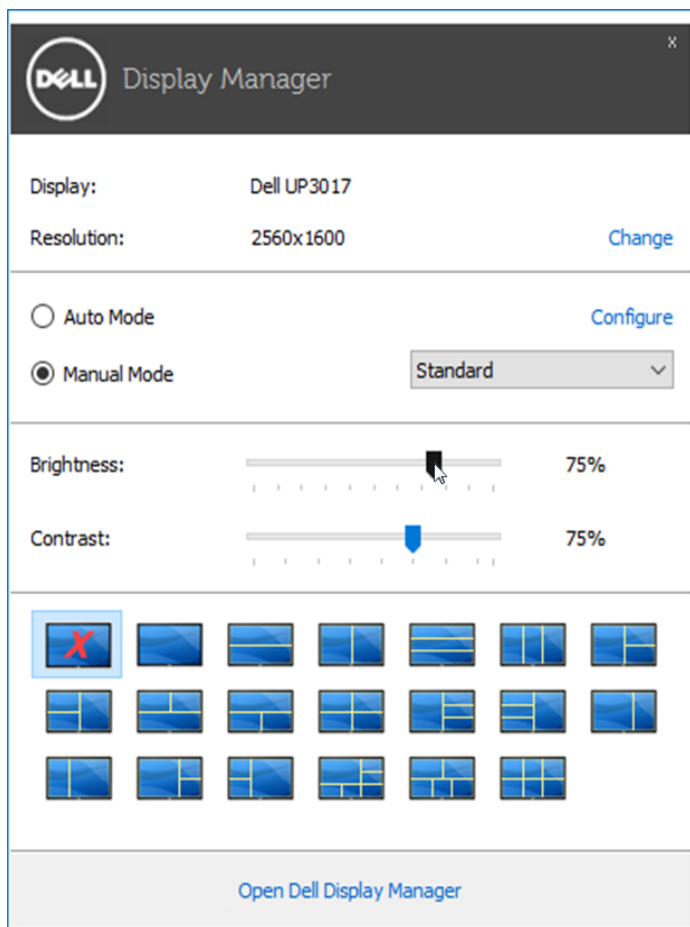 x
DELL Display Manager
Display: Dell UP3017
Resolution: 2560x1600 Change
Auto Mode Configure
Manual Mode Standard
Brightness: 75%
Contrast: 75%
X
Open Dell Display Manager